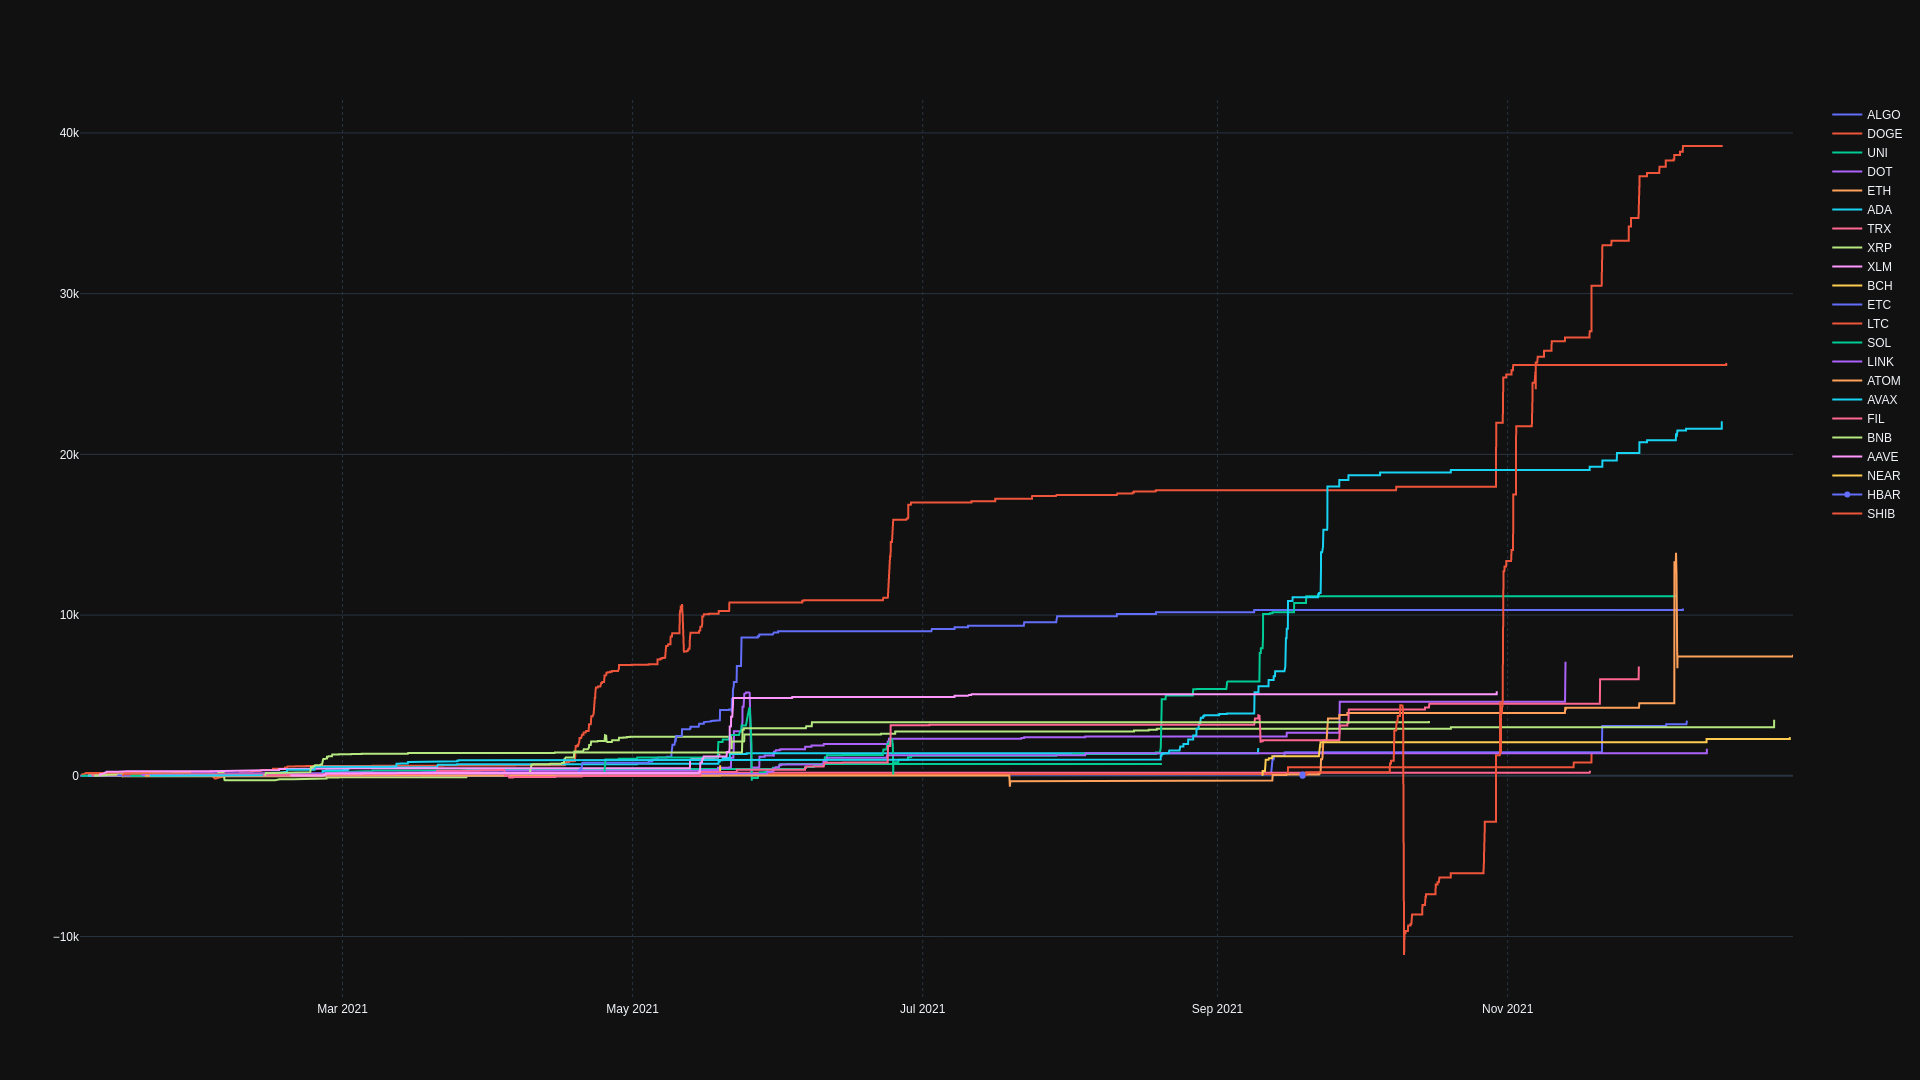 40k
30k
20k
10k
0
−10k
Mar 2021
May 2021
Jul 2021
Sep 2021
Nov 2021
ALGO
DOGE
UNI
DOT
ETH
ADA
TRX
XRP
XLM
BCH
ETC
LTC
SOL
LINK
ATOM
AVAX
FIL
BNB
AAVE
NEAR
HBAR
SHIB